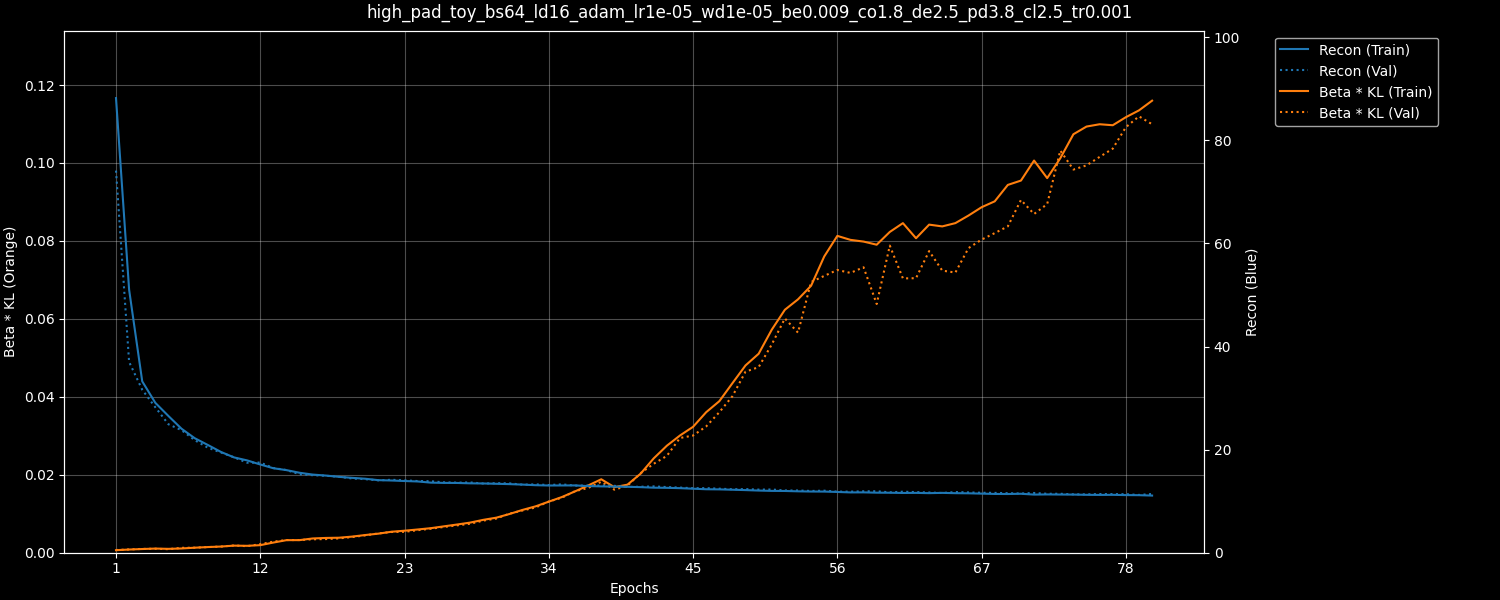 high_pad_toy_bs64_ld16_adam_lr1e-05_wd1e-05_be0.009_co1.8_de2.5_pd3.8_cl2.5_tr0.001
Beta * KL (Orange)
0.12
0.10
0.08
0.06
0.04
0.02
0.00
1 12 23 34 45 56 67 78
Epochs
100
80
60
40
20
0
Recon (Blue)
Recon (Train)
Recon (Val)
Beta * KL (Train)
Beta * KL (Val)